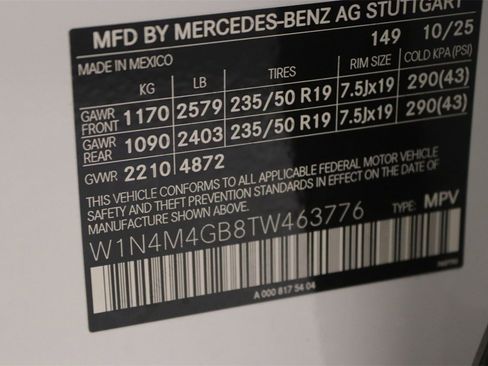 MFD BY MERCEDES-BENZ AG STUTTGART
149 10/25
MADE IN MEXICO
KG LB TIRES RIM SIZE COLD KPA (PSI)
GAWR FRONT 1170 2579 235/50 R19 7.5Jx19 290(43)
GAWR REAR 1090 2403 235/50 R19 7.5Jx19 290(43)
GVWR 2210 4872
THIS VEHICLE CONFORMS TO ALL APPLICABLE FEDERAL MOTOR VEHICLE
SAFETY AND THEFT PREVENTION STANDARDS IN EFFECT ON THE DATE OF
MANUFACTURE SHOWN ABOVE.
W1N4M4GB8TW463776 TYPE: MPV
A 000 817 54 04